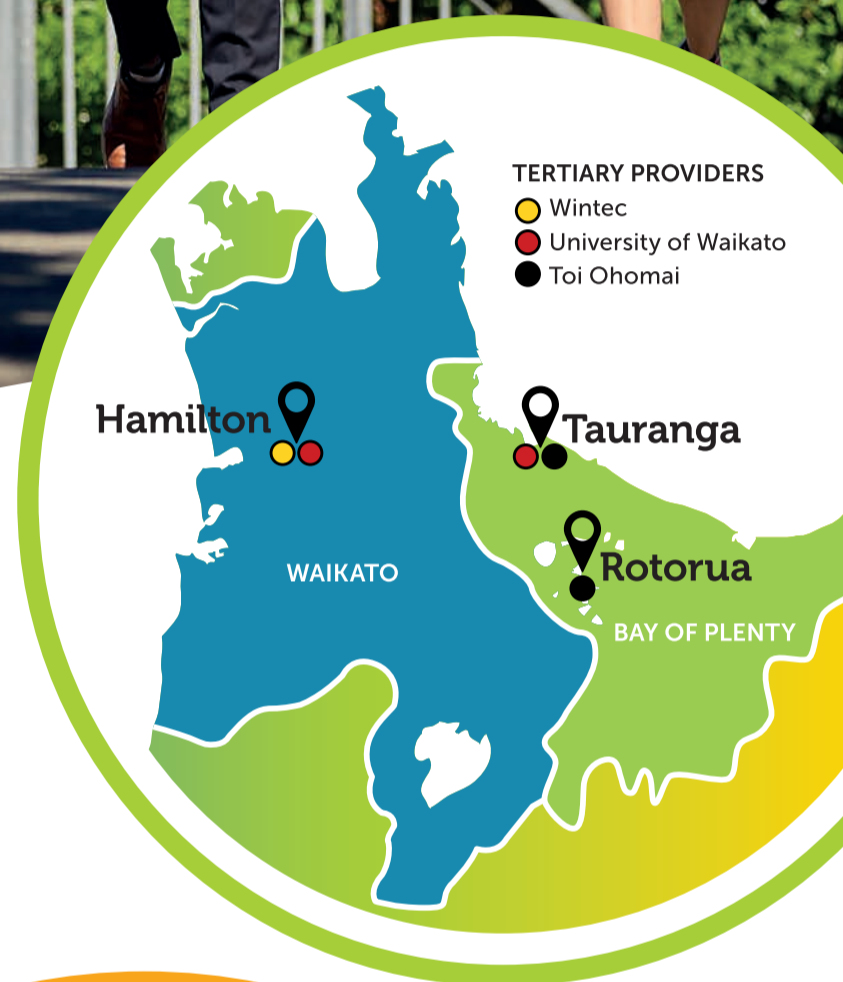 TERTIARY PROVIDERS
Wintec
University of Waikato
Toi Ohomai
Hamilton
Tauranga
WAIKATO
Rotorua
BAY OF PLENTY